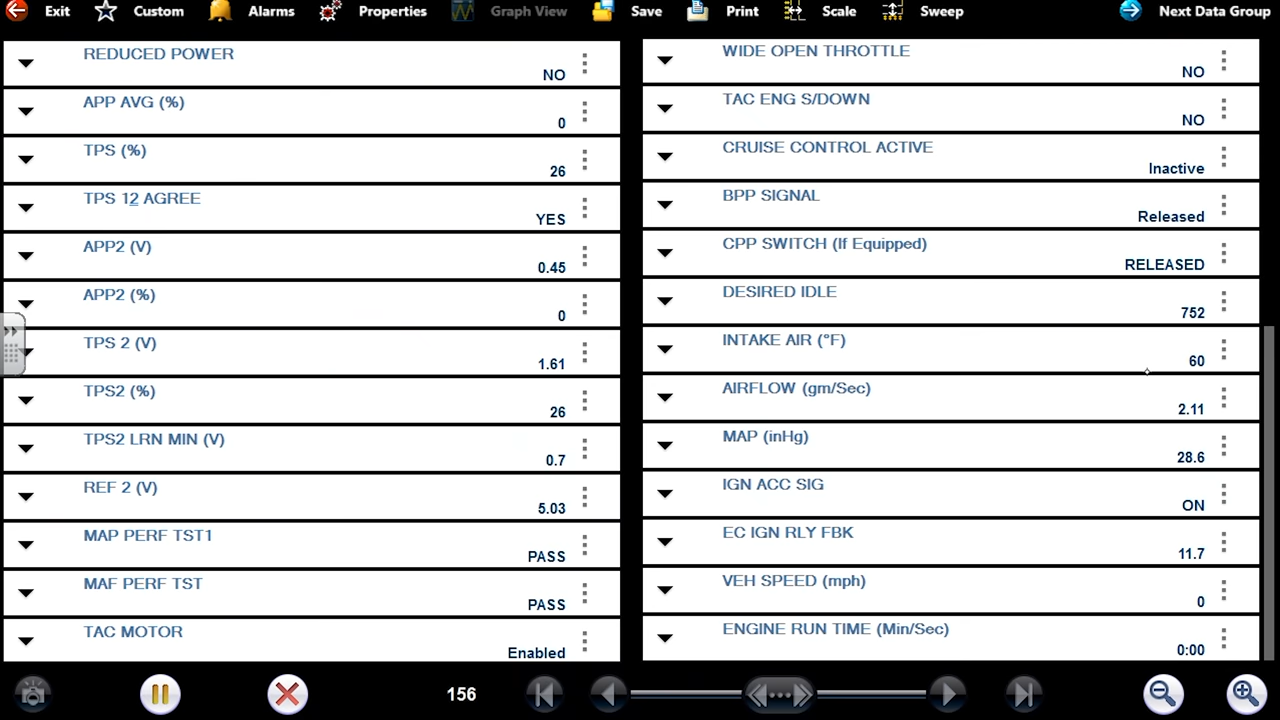 Exit Custom Alarms Properties Graph View Save Print Scale Sweep Next Data Group
REDUCED POWER
NO
APP AVG (%)
0
TPS (%)
26
TPS 12 AGREE
YES
APP2 (V)
0.45
APP2 (%)
0
TPS 2 (V)
1.61
TPS2 (%)
26
TPS2 LRN MIN (V)
0.7
REF 2 (V)
5.03
MAP PERF TST1
PASS
MAF PERF TST
PASS
TAC MOTOR
Enabled
WIDE OPEN THROTTLE
NO
TAC ENG S/DOWN
NO
CRUISE CONTROL ACTIVE
Inactive
BPP SIGNAL
Released
CPP SWITCH (If Equipped)
RELEASED
DESIRED IDLE
752
INTAKE AIR (°F)
60
AIRFLOW (gm/Sec)
2.11
MAP (inHg)
28.6
IGN ACC SIG
ON
EC IGN RLY FBK
11.7
VEH SPEED (mph)
0
ENGINE RUN TIME (Min/Sec)
0:00
156